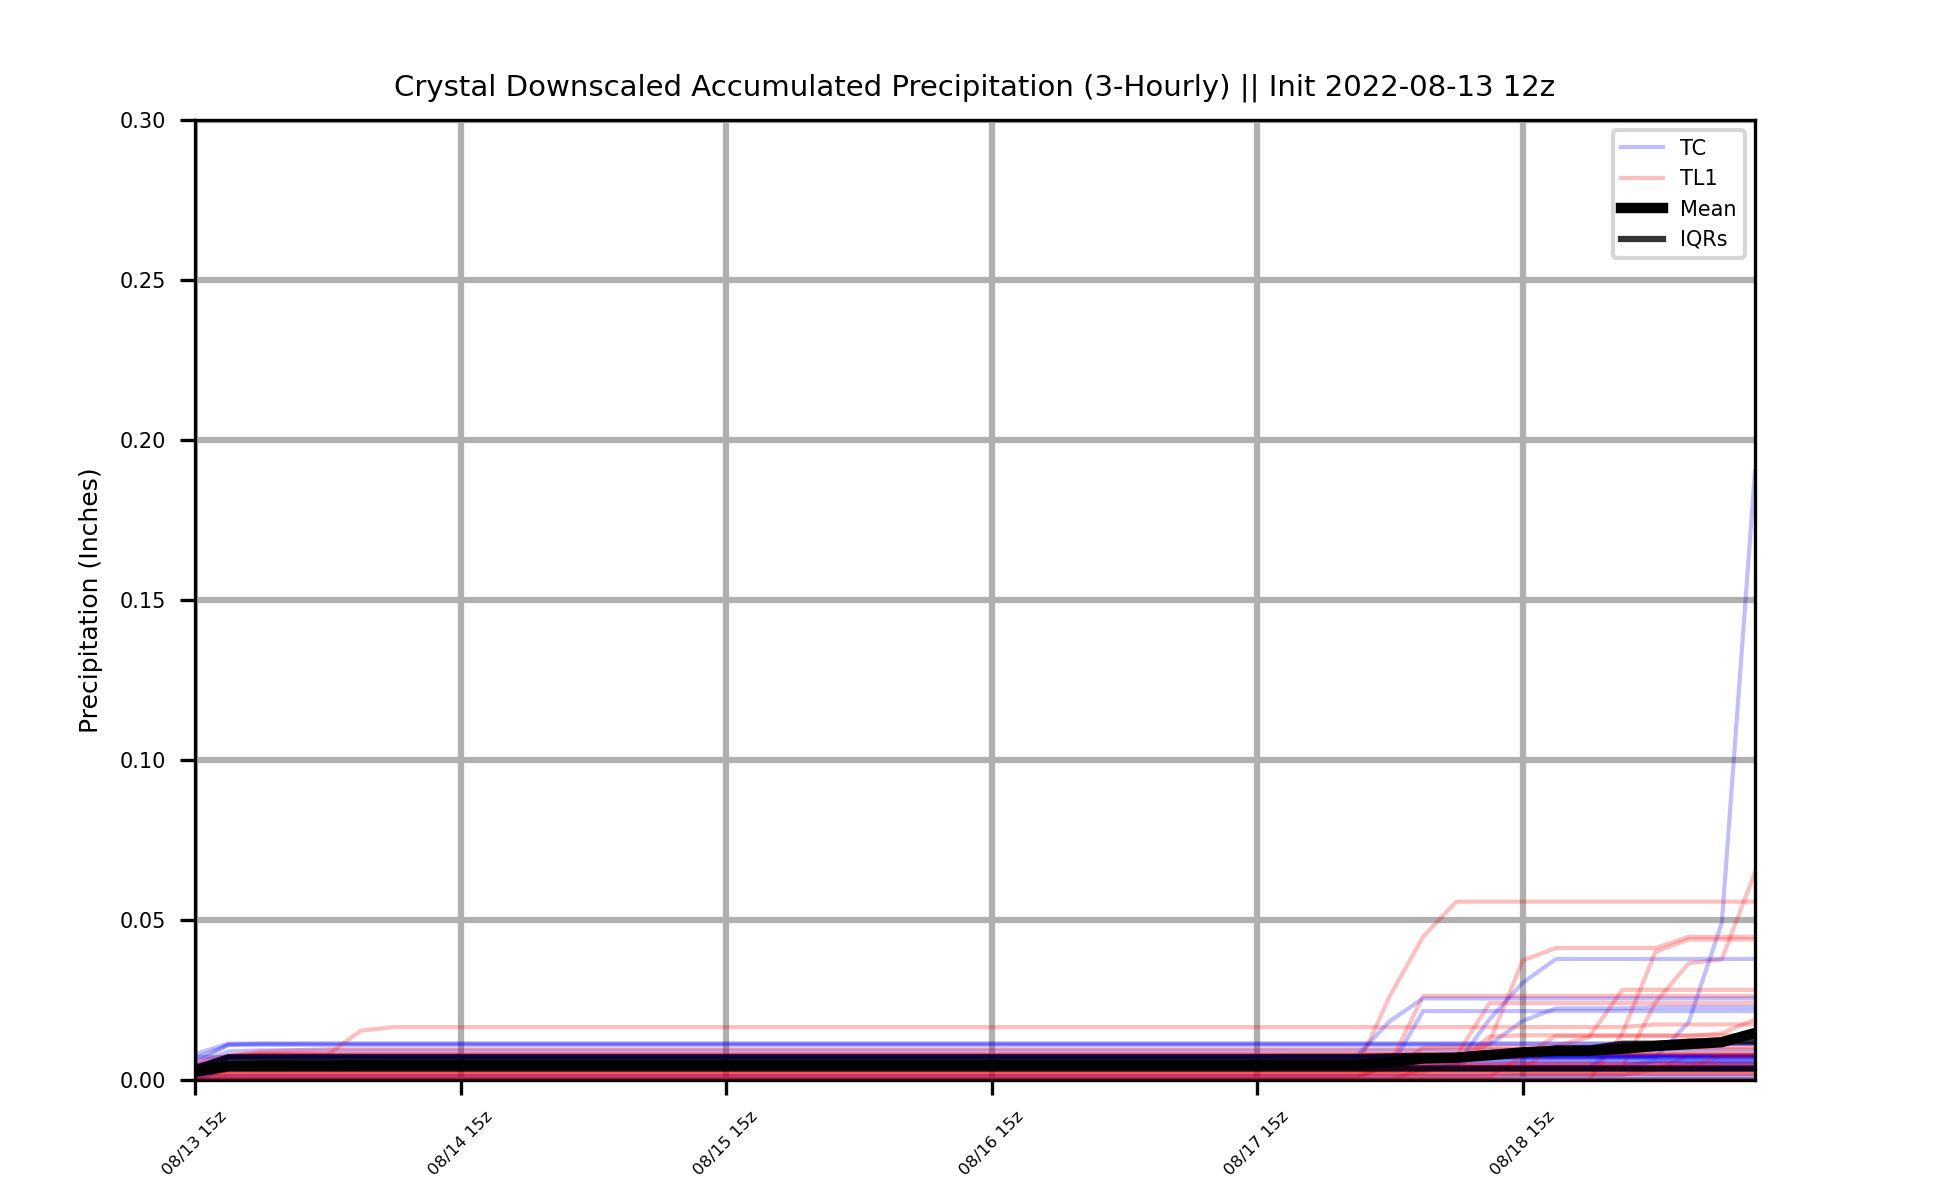 Crystal Downscaled Accumulated Precipitation (3-Hourly) || Init 2022-08-13 12z
TC
TL1
Mean
IQRs
Precipitation (Inches)
0.30
0.25
0.20
0.15
0.10
0.05
0.00
08/13 15z
08/14 15z
08/15 15z
08/16 15z
08/17 15z
08/18 15z